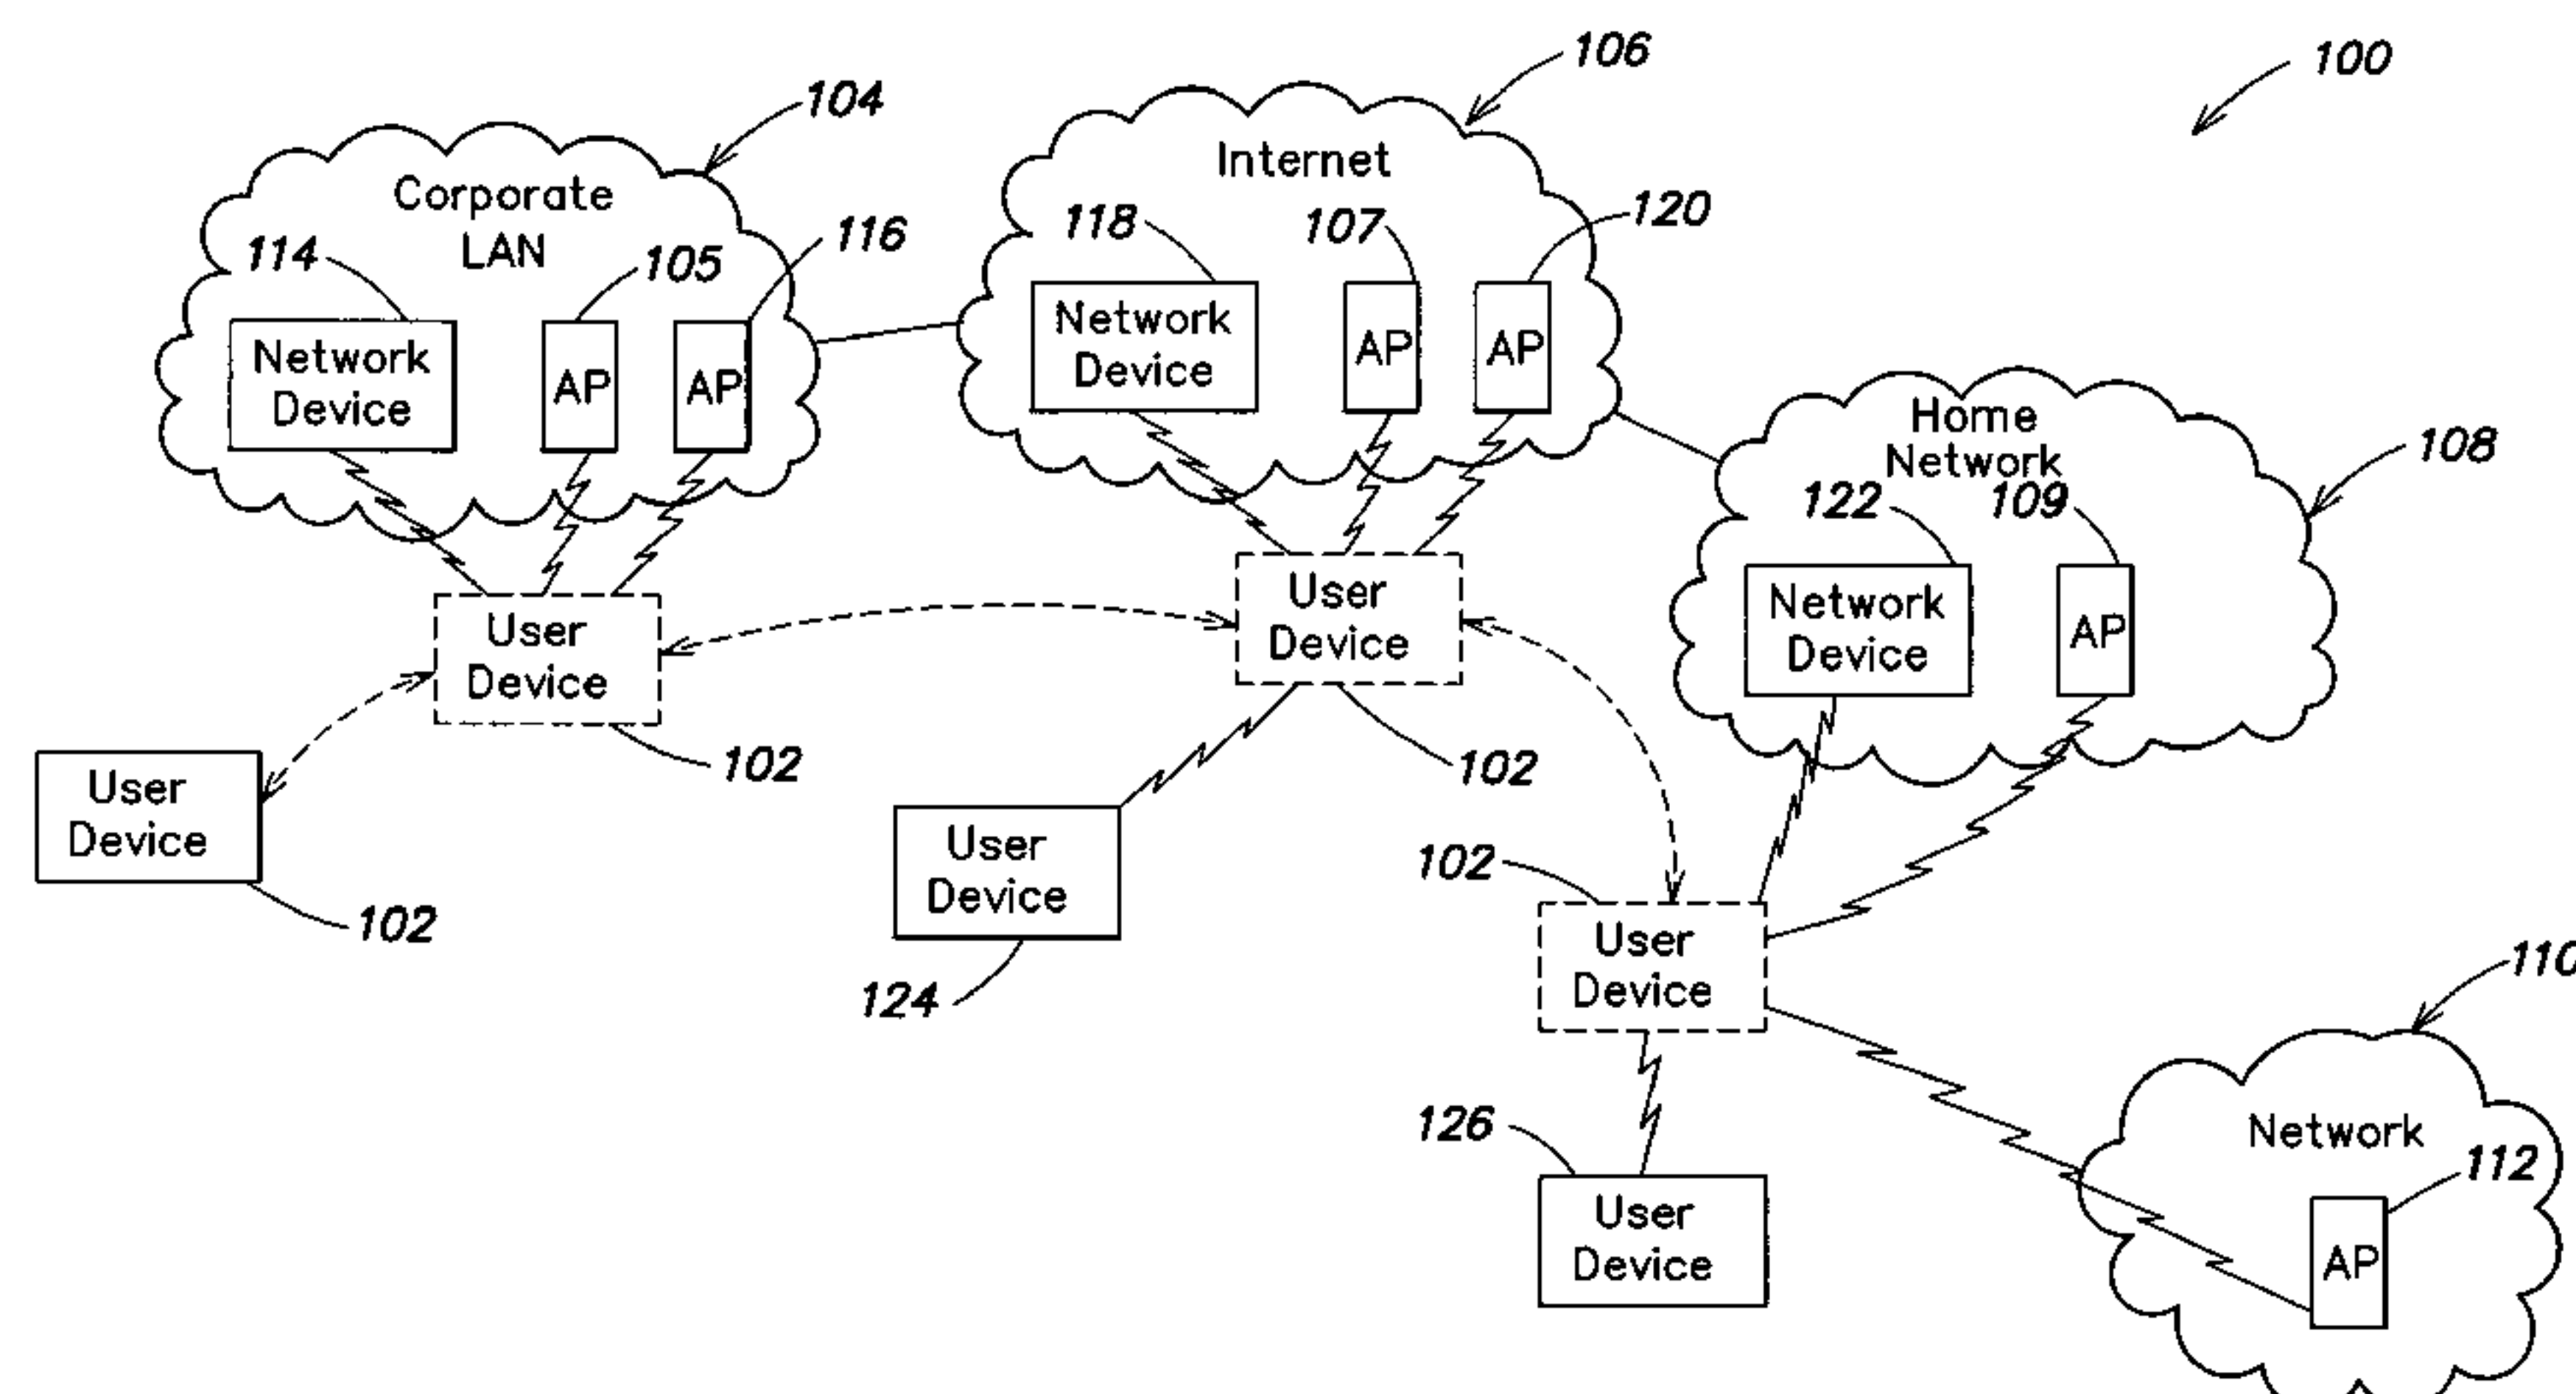 106
100
104
Internet
Corporate
LAN
114
105
116
118
107
120
Network
Device
AP
AP
Network
Device
AP
AP
Home
Network
108
122
109
Network
Device
AP
User
Device
User
Device
102
102
User
Device
102
User
Device
124
102
User
Device
110
126
Network
112
User
Device
AP